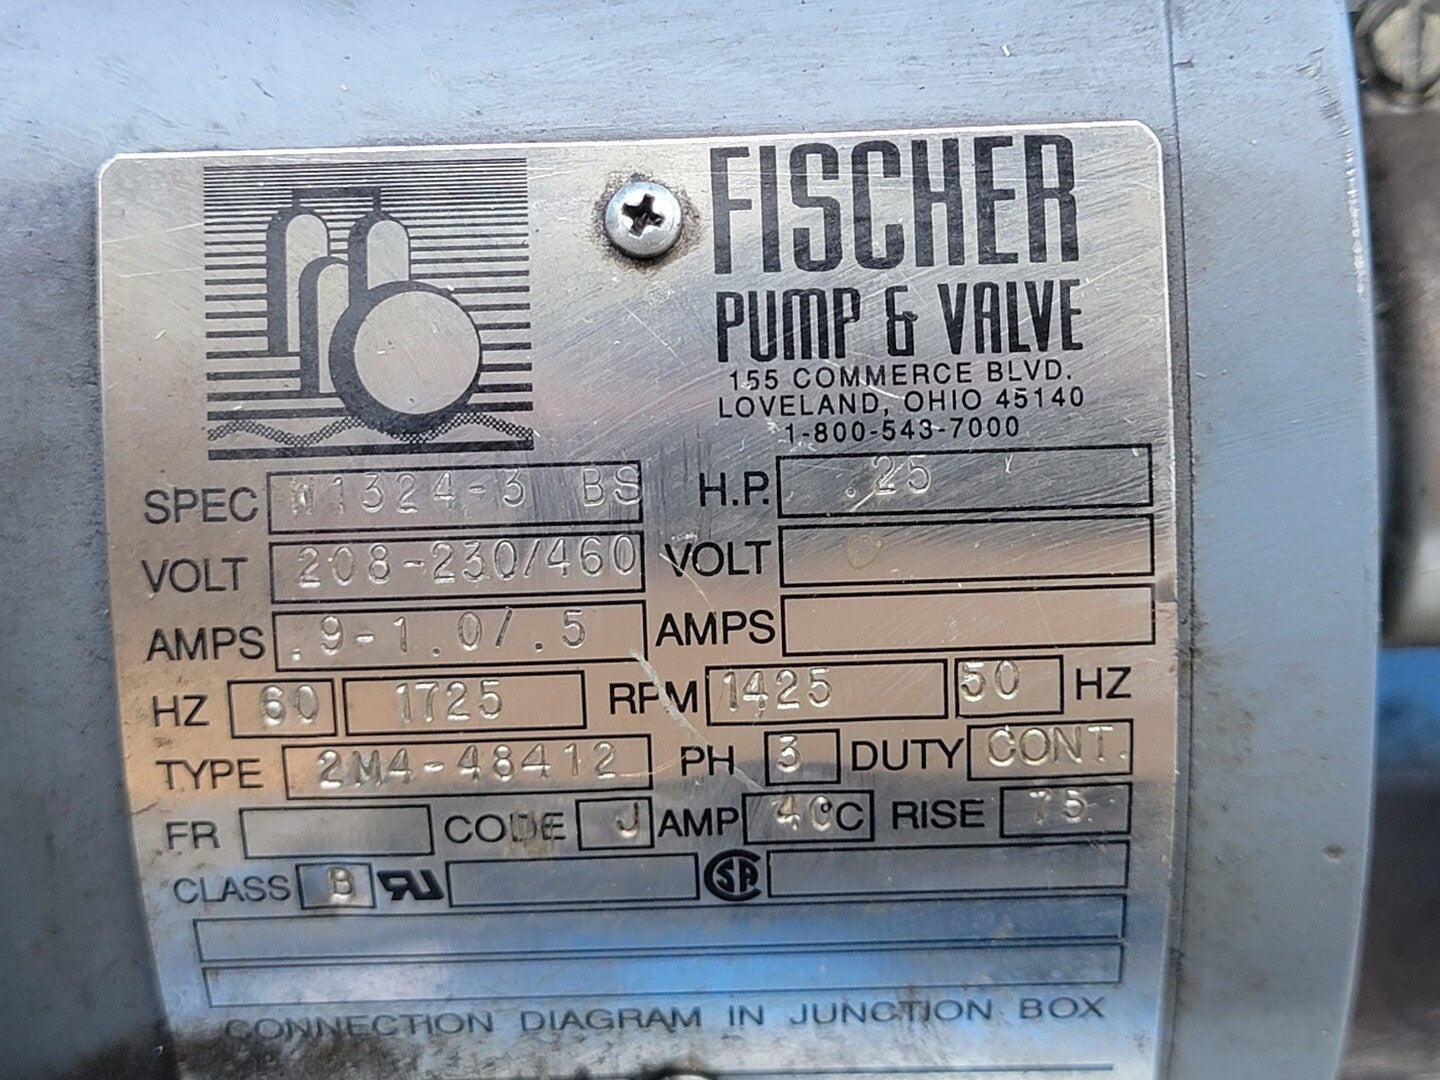 FISCHER
PUMP & VALVE
155 COMMERCE BLVD.
LOVELAND, OHIO 45140
1-800-543-7000
SPEC W1324-3 BS H.P. .25
VOLT 208-230/460 VOLT
AMPS .9-1.0/.5 AMPS
HZ 60 1725 RPM 1425 50 HZ
TYPE 2M4-48412 PH 3 DUTY CONT.
FR CODE J AMP 40°C RISE 75
CLASS B RU CSA
CONNECTION DIAGRAM IN JUNCTION BOX